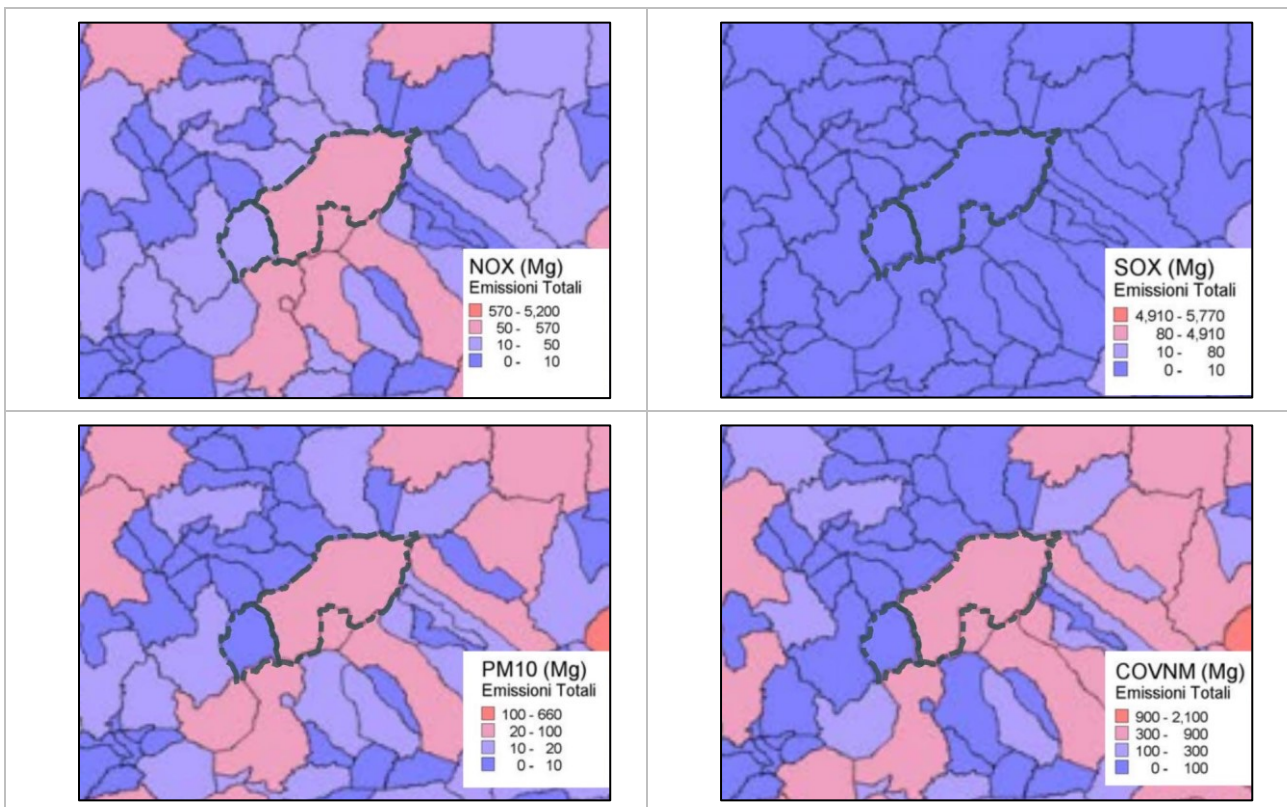 NOX (Mg)
Emissioni Totali
570 - 5,200
50 - 570
10 - 50
0 - 10
SOX (Mg)
Emissioni Totali
4,910 - 5,770
80 - 4,910
10 - 80
0 - 10
PM10 (Mg)
Emissioni Totali
100 - 660
20 - 100
10 - 20
0 - 10
COVNM (Mg)
Emissioni Totali
900 - 2,100
300 - 900
100 - 300
0 - 100